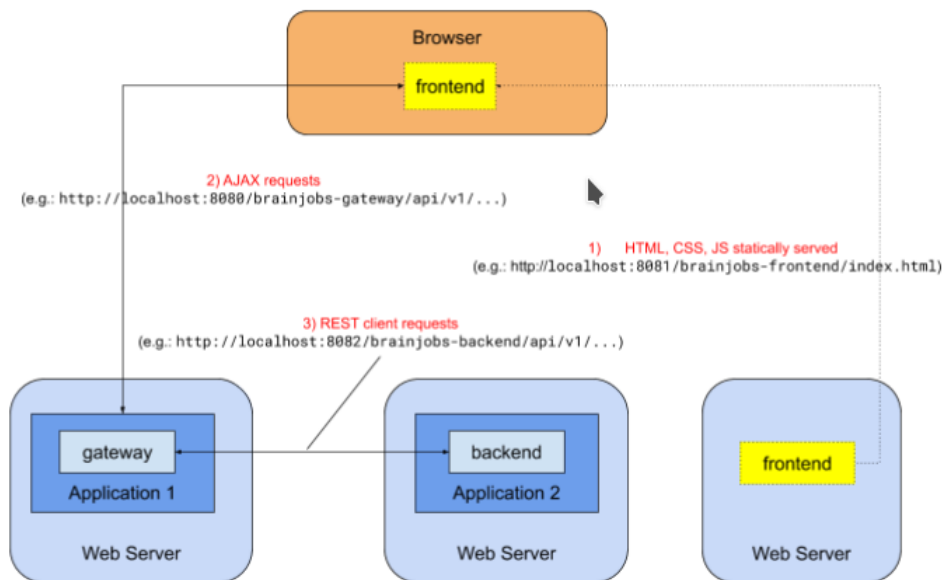 Browser
frontend
2) AJAX requests
(e.g.: http://localhost:8080/brainjobs-gateway/api/v1/...)
1) HTML, CSS, JS statically served
(e.g.: http://localhost:8081/brainjobs-frontend/index.html)
3) REST client requests
(e.g.: http://localhost:8082/brainjobs-backend/api/v1/...)
gateway
Application 1
Web Server
backend
Application 2
Web Server
frontend
Web Server